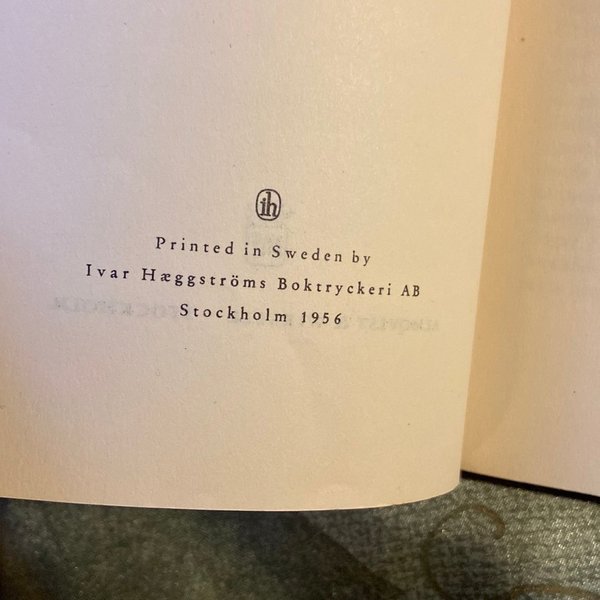 ih
Printed in Sweden by
Ivar Hæggströms Boktryckeri AB
Stockholm 1956